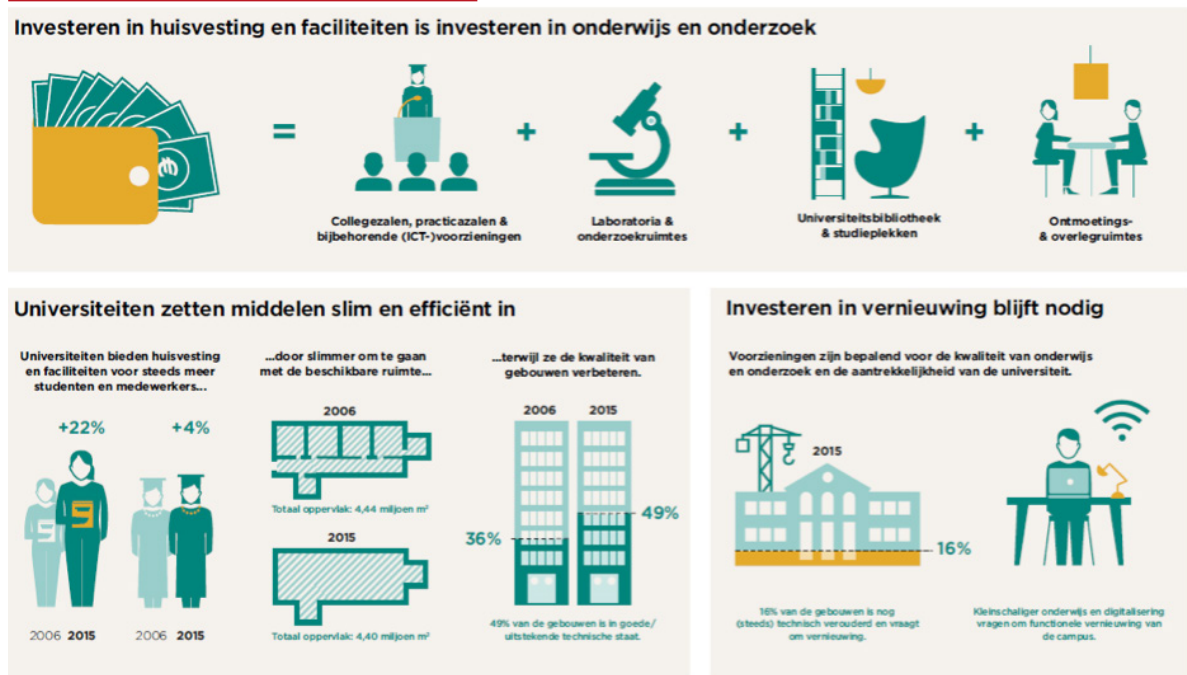 Investeren in huisvesting en faciliteiten is investeren in onderwijs en onderzoek
€
=
+
+
+
Collegezalen, practicazalen &
bijbehorende (ICT-)voorzieningen
Laboratoria &
onderzoekruimtes
Universiteitsbibliotheek
& studieplekken
Ontmoetings-
& overlegruimtes
Universiteiten zetten middelen slim en efficiënt in
Universiteiten bieden huisvesting
en faciliteiten voor steeds meer
studenten en medewerkers...
+22%
+4%
2006 2015
2006 2015
...door slimmer om te gaan
met de beschikbare ruimte...
2006
Totaal oppervlak: 4,44 miljoen m²
2015
Totaal oppervlak: 4,40 miljoen m²
...terwijl ze de kwaliteit van
gebouwen verbeteren.
2006 2015
36%
49%
49% van de gebouwen is in goede/
uitstekende technische staat.
Investeren in vernieuwing blijft nodig
Voorzieningen zijn bepalend voor de kwaliteit van onderwijs
en onderzoek en de aantrekkelijkheid van de universiteit.
2015
16%
16% van de gebouwen is nog
(steeds) technisch verouderd en vraagt
om vernieuwing.
Kleinschaliger onderwijs en digitalisering
vragen om functionele vernieuwing van
de campus.